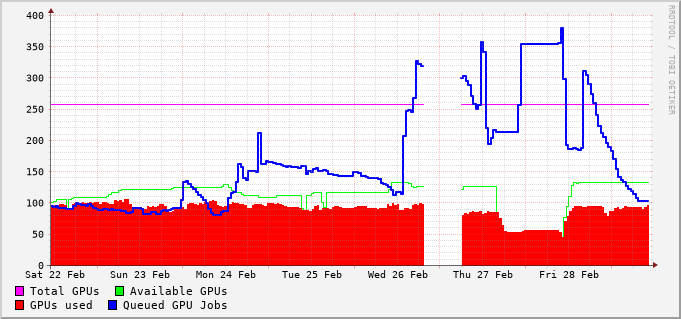 400
350
300
250
200
150
100
50
0
Sat 22 Feb Sun 23 Feb Mon 24 Feb Tue 25 Feb Wed 26 Feb Thu 27 Feb Fri 28 Feb
Total GPUs Available GPUs
GPUs used Queued GPU Jobs
RRDTOOL / TOBI OETIKER